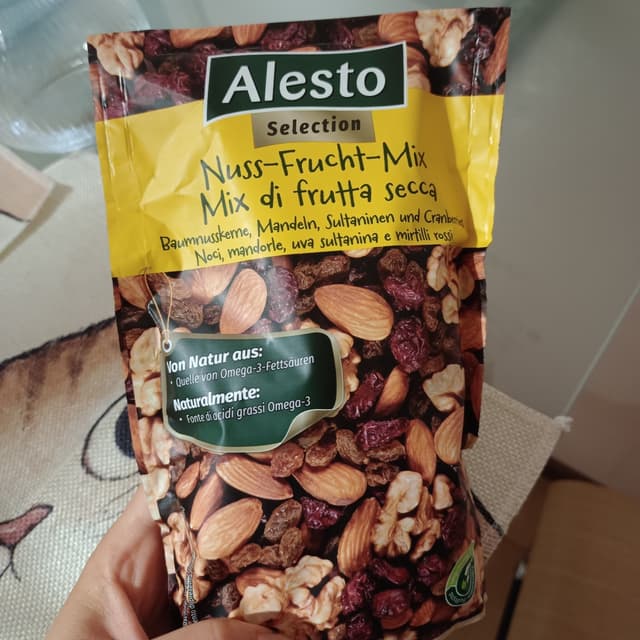 Alesto
Selection
Nuss-Frucht-Mix
Mix di frutta secca
Baumnusskerne, Mandeln, Sultaninen und Cranberries
Noci, mandorle, uva sultanina e mirtilli rossi
Von Natur aus:
• Quelle von Omega-3-Fettsäuren
Naturalmente:
• Fonte di acidi grassi Omega-3